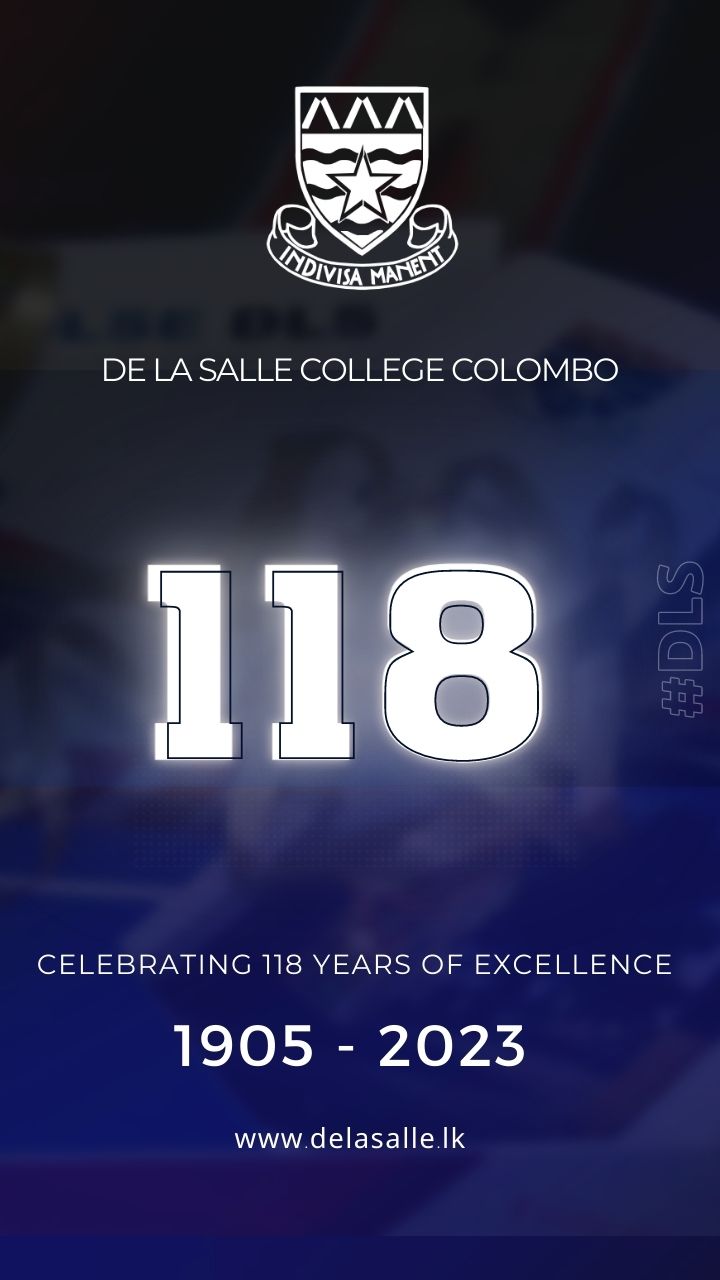 INDIVISA MANENT
DE LA SALLE COLLEGE COLOMBO
118
#DLS
CELEBRATING 118 YEARS OF EXCELLENCE
1905 - 2023
www.delasalle.lk